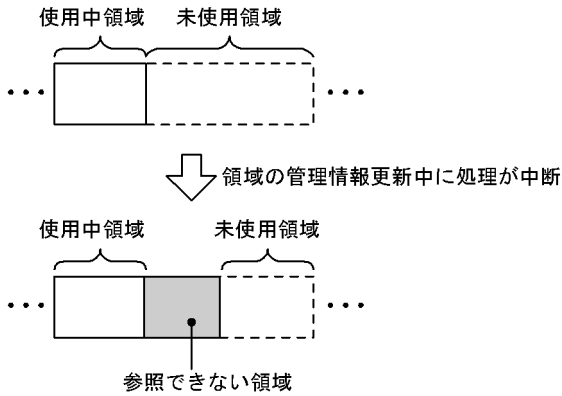 使用中領域 未使用領域
領域の管理情報更新中に処理が中断
使用中領域 未使用領域
参照できない領域